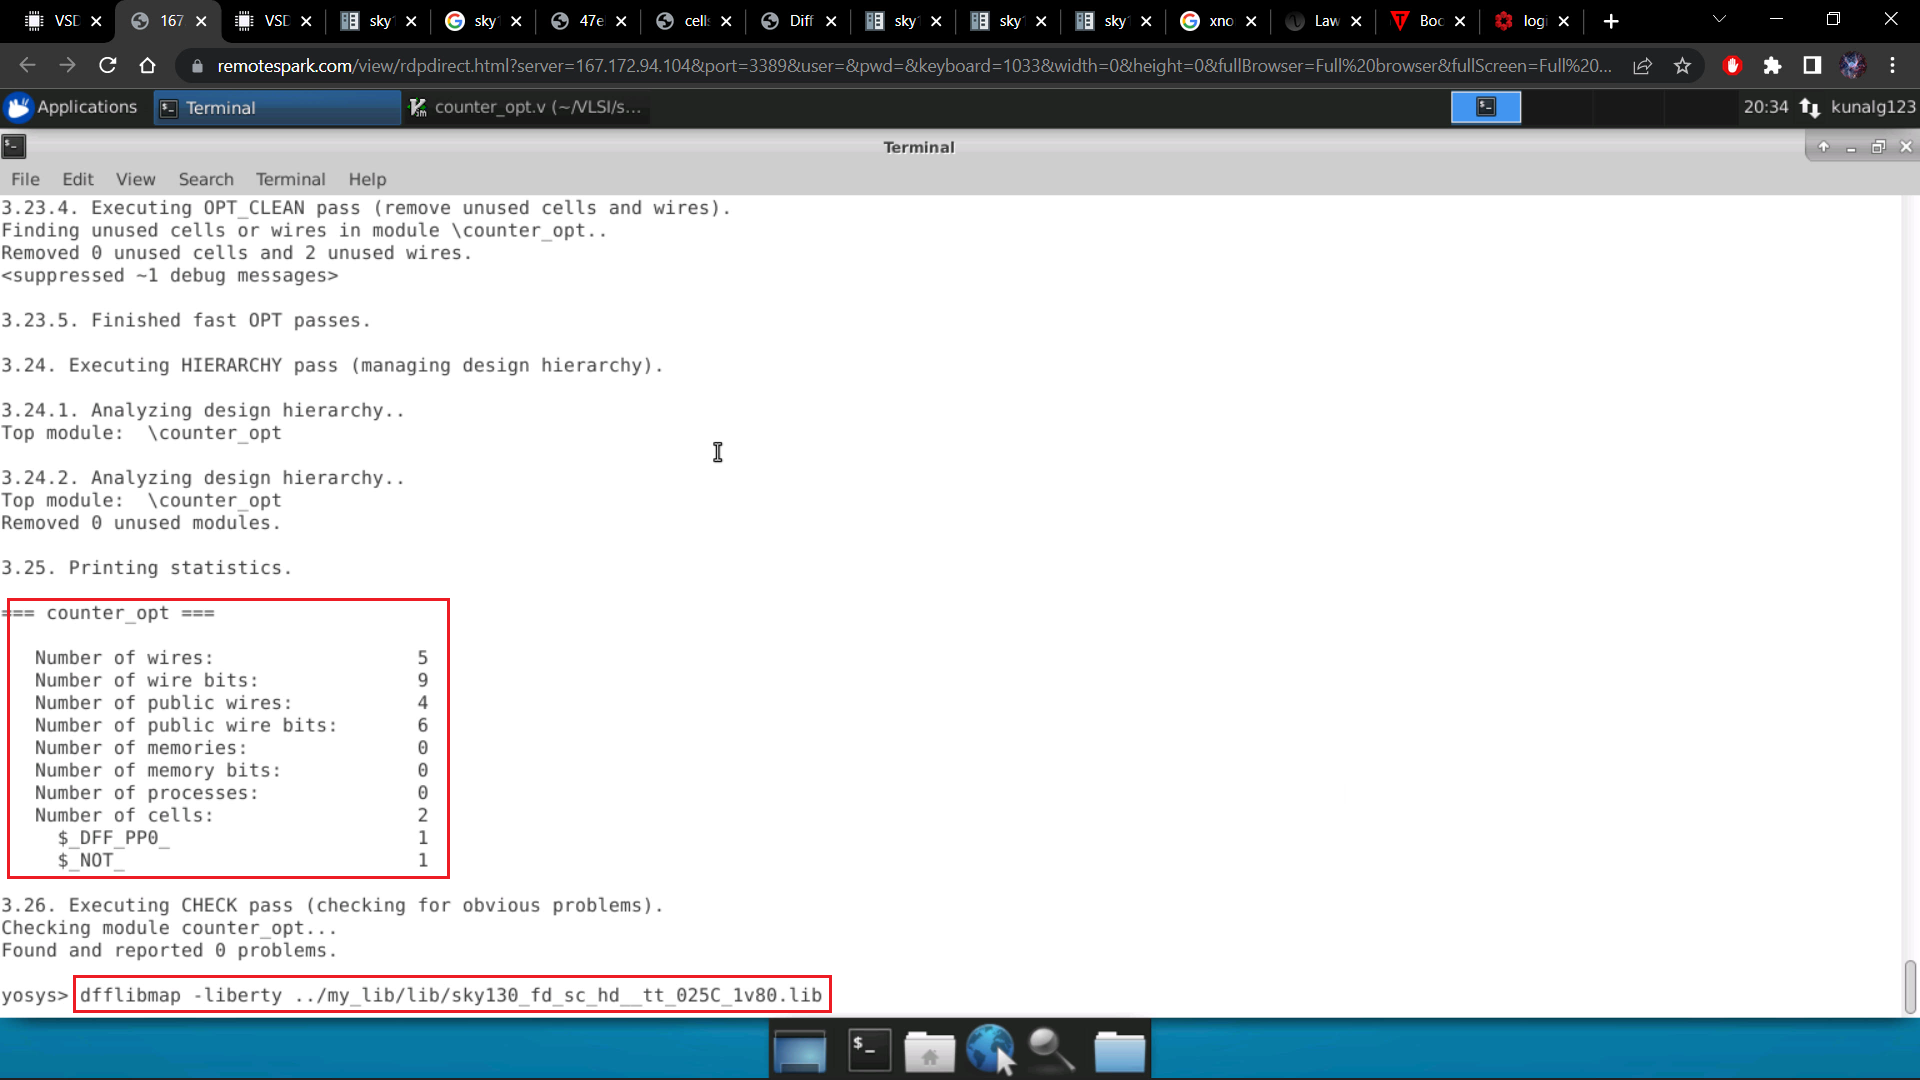 VSD
167
VSD
sky
sky
47e
cell
Diff
sky
sky
sky
xno
Law
Boc
logi
remotespark.com/view/rdpdirect.html?server=167.172.94.104&port=3389&user=&pwd=&keyboard=1033&width=0&height=0&fullBrowser=Full%20browser&fullScreen=Full%20...
Applications
Terminal
counter_opt.v (~/VLSI/s...
20:34
kunalg123
Terminal
File Edit View Search Terminal Help
3.23.4. Executing OPT_CLEAN pass (remove unused cells and wires).
Finding unused cells or wires in module \counter_opt..
Removed 0 unused cells and 2 unused wires.
<suppressed ~1 debug messages>
3.23.5. Finished fast OPT passes.
3.24. Executing HIERARCHY pass (managing design hierarchy).
3.24.1. Analyzing design hierarchy..
Top module:  \counter_opt
3.24.2. Analyzing design hierarchy..
Top module:  \counter_opt
Removed 0 unused modules.
3.25. Printing statistics.
=== counter_opt ===
Number of wires: 5
Number of wire bits: 9
Number of public wires: 4
Number of public wire bits: 6
Number of memories: 0
Number of memory bits: 0
Number of processes: 0
Number of cells: 2
$_DFF_PP0_ 1
$_NOT_ 1
3.26. Executing CHECK pass (checking for obvious problems).
Checking module counter_opt...
Found and reported 0 problems.
yosys> dfflibmap -liberty ../my_lib/lib/sky130_fd_sc_hd__tt_025C_1v80.lib